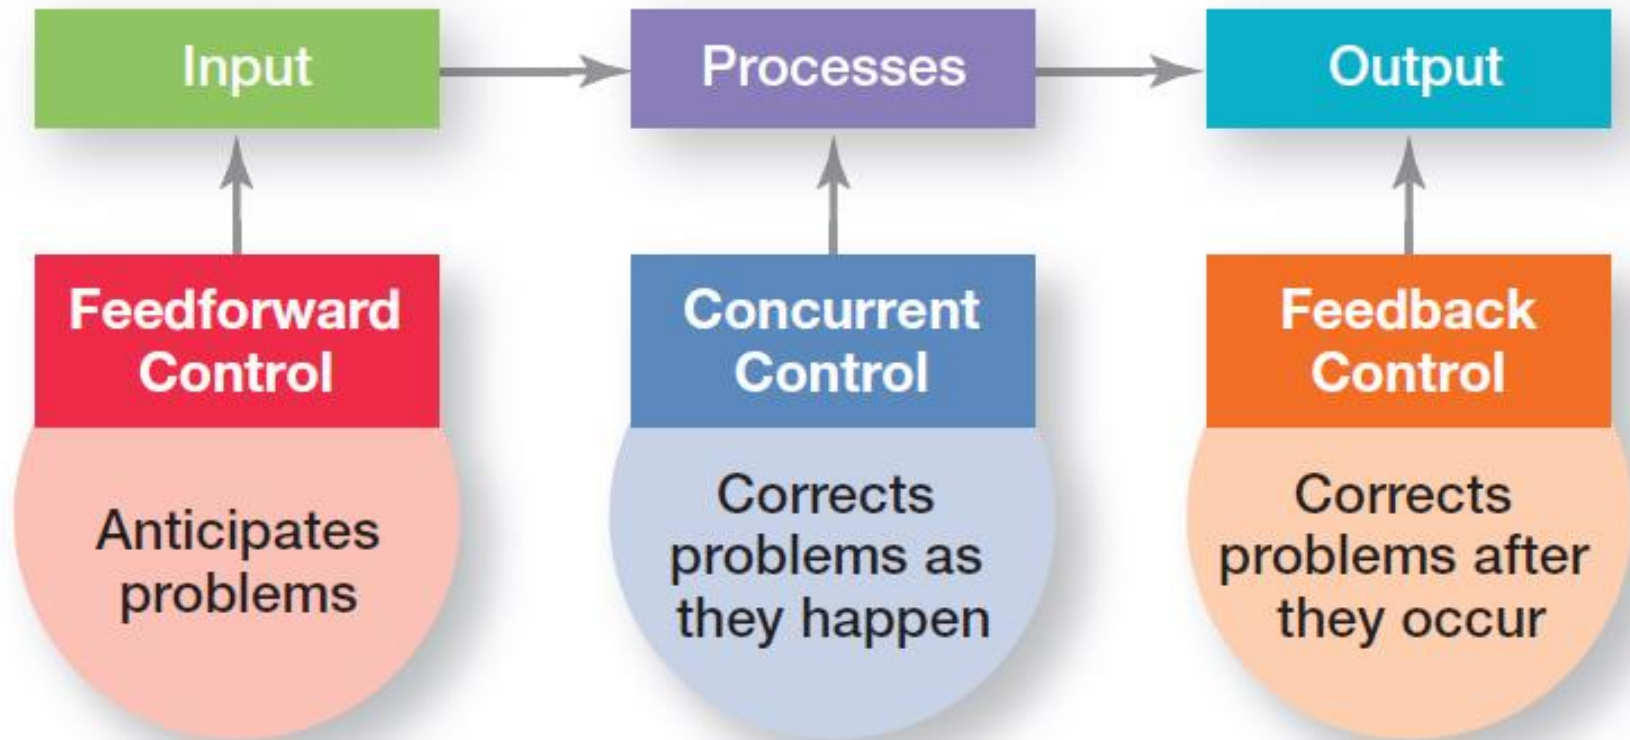 Input
Processes
Output
Feedforward
Control
Concurrent
Control
Feedback
Control
Anticipates
problems
Corrects
problems as
they happen
Corrects
problems after
they occur